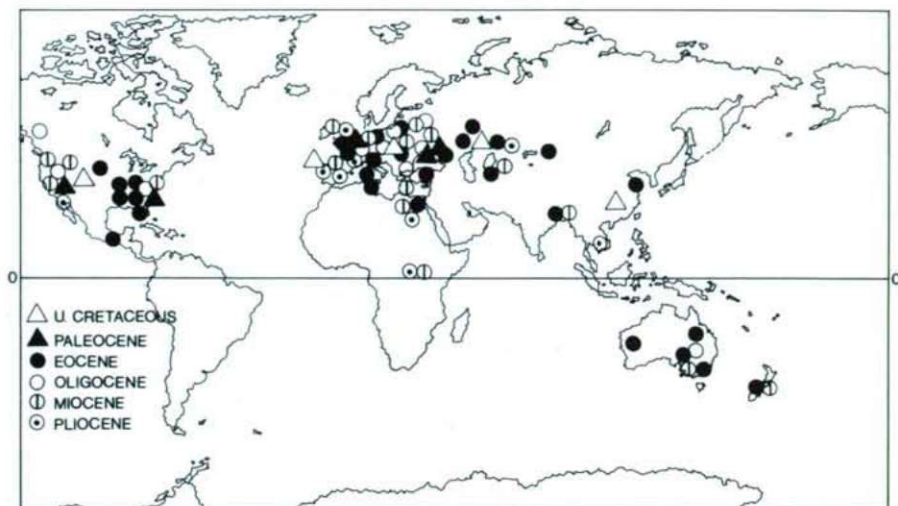 0 0
U. CRETACEOUS
PALEOCENE
EOCENE
OLIGOCENE
MIOCENE
PLIOCENE